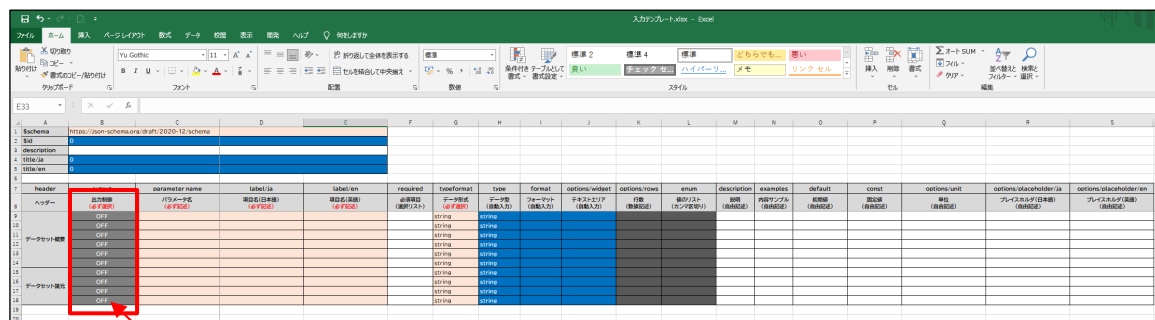 入力テンプレート.xlsx - Excel
ファイル ホーム 挿入 ページレイアウト 数式 データ 校閲 表示 開発 ヘルプ 何をしますか
切り取り
コピー
書式のコピー/貼り付け
貼り付け
Yu Gothic 11
B I U
折り返して全体を表示する
セルを結合して中央揃え
標準
条件付き書式
テーブルとして書式設定
標準 2 標準 4 標準 どちらでも... 悪い
良い チェック セ... ハイパーリ... メモ リンク セル
挿入 削除 書式
オート SUM
フィル
クリア
並べ替えと フィルター
検索と 選択
クリップボード フォント 配置 数値 スタイル セル 編集
E33
A B C D E F G H I J K L M N O P Q R S
1 $schema https://json-schema.org/draft/2020-12/schema
2 $id 0
3 description
4 title/ja 0
5 title/en 0
6
7 header parameter name label/ja label/en required typeformat type format options/widget options/rows enum description examples default const options/unit options/placeholder/ja options/placeholder/en
8 ヘッダー 出力制御 (必ず選択) パラメータ名 (必ず記述) 項目名(日本語) (必ず記述) 項目名(英語) (必ず記述) 必須項目 (選択リスト) データ形式 (必ず選択) データ型 (自動入力) フォーマット (自動入力) テキストエリア (自動入力) 行数 (数値記述) 値のリスト (カンマ区切り) 説明 (自由記述) 内容サンプル (自由記述) 初期値 (自由記述) 固定値 (自由記述) 単位 (自由記述) プレイスホルダ(日本語) (自由記述) プレイスホルダ(英語) (自由記述)
9 OFF string string
10 OFF string string
11 OFF string string
データセット概要
12 OFF string string
13 OFF string string
14 OFF string string
15 OFF string string
16 OFF string string
データセット還元
17 OFF string string
18 OFF string string
19
20